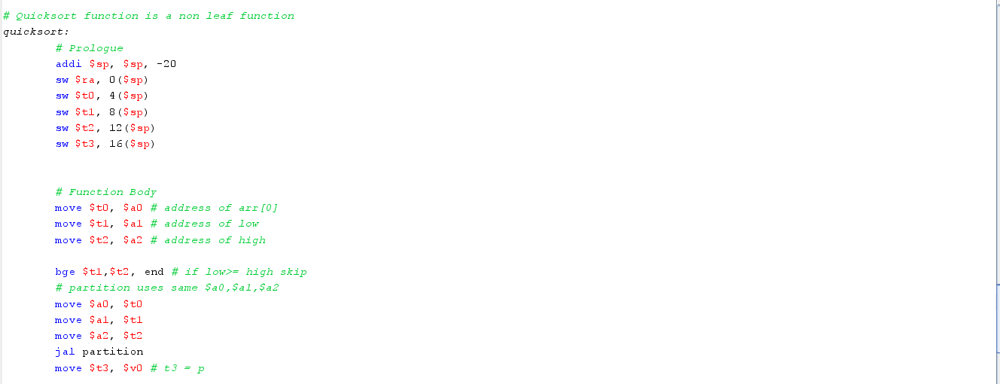 # Quicksort function is a non leaf function
quicksort:
# Prologue
addi $sp, $sp, -20
sw $ra, 0($sp)
sw $t0, 4($sp)
sw $t1, 8($sp)
sw $t2, 12($sp)
sw $t3, 16($sp)
# Function Body
move $t0, $a0 # address of arr[0]
move $t1, $a1 # address of low
move $t2, $a2 # address of high
bge $t1,$t2, end # if low>= high skip
# partition uses same $a0,$a1,$a2
move $a0, $t0
move $a1, $t1
move $a2, $t2
jal partition
move $t3, $v0 # t3 = p